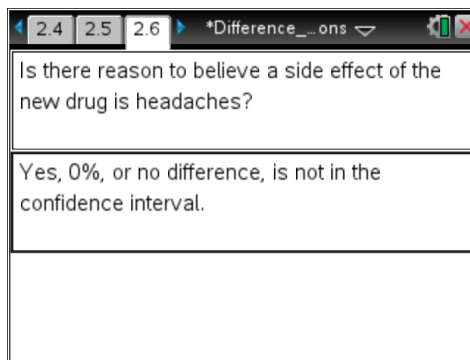 2.4 2.5 2.6 *Difference_...ons
Is there reason to believe a side effect of the
new drug is headaches?
Yes, 0%, or no difference, is not in the
confidence interval.